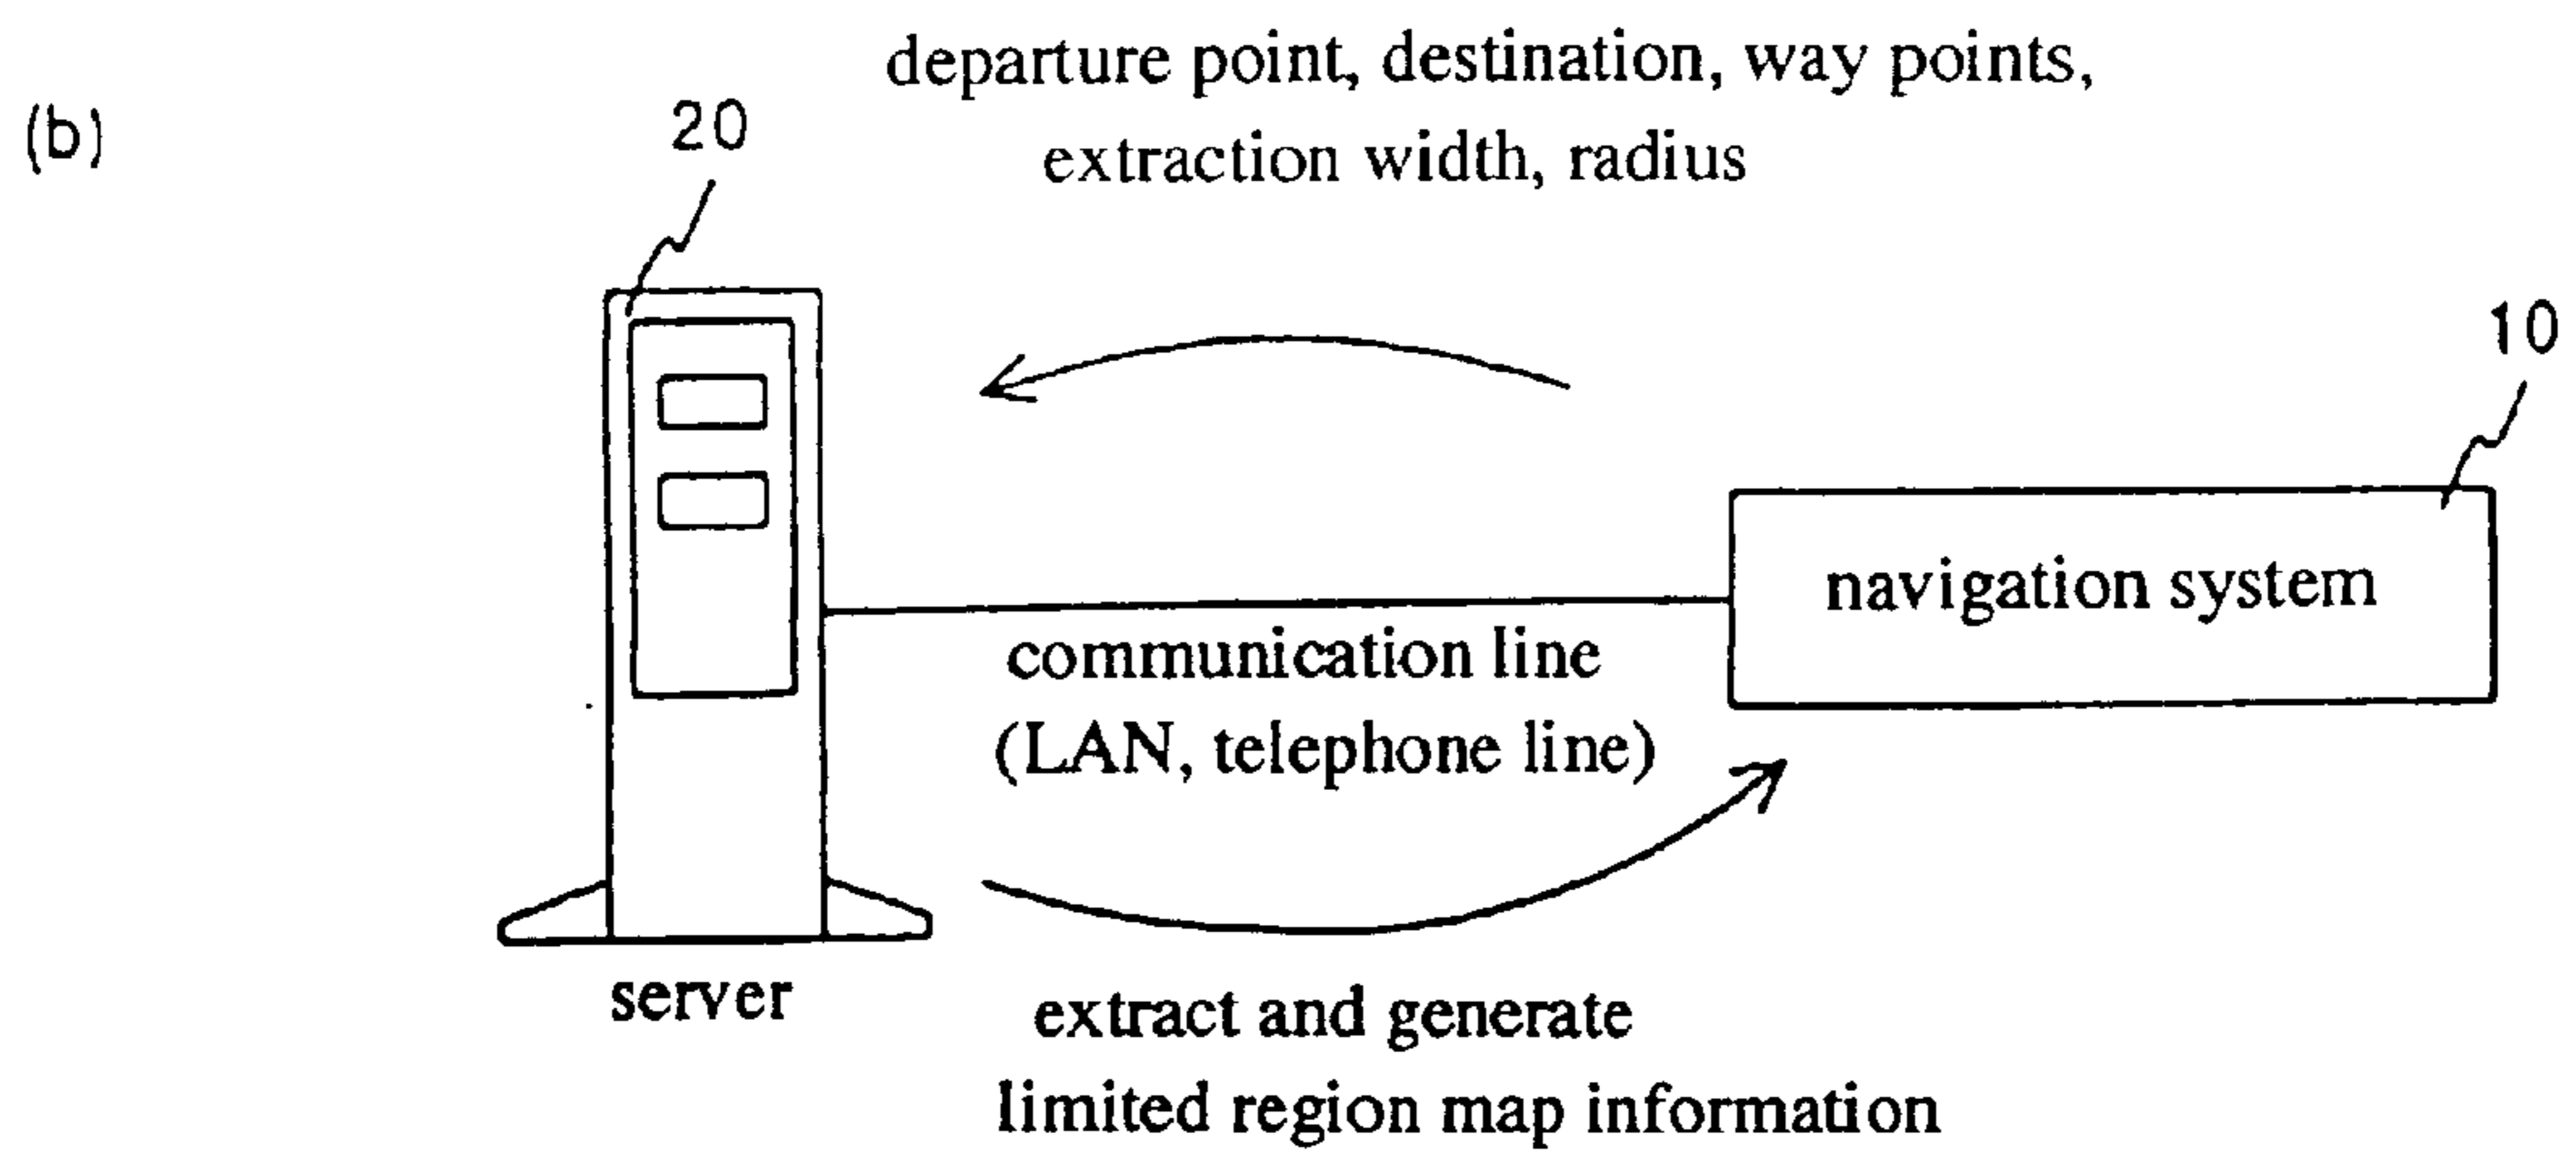 departure point, destination, way points,
extraction width, radius
(b)
20
10
navigation system
communication line
(LAN, telephone line)
server
extract and generate
limited region map information